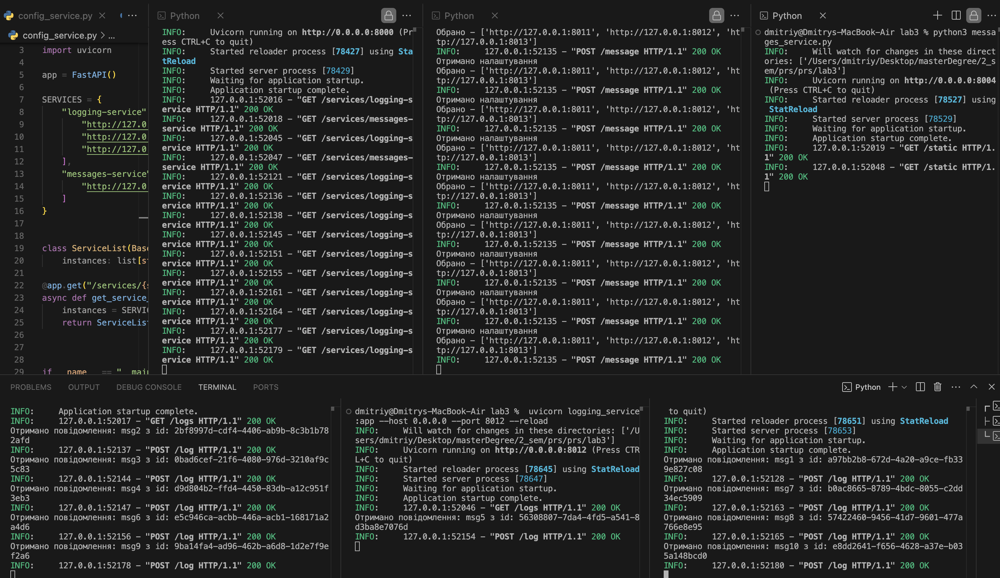 config_service.py
config_service.py > ...
3 import uvicorn
4
5 app = FastAPI()
6
7 SERVICES = {
8 "logging-service"
9 "http://127.0
10 "http://127.0
11 "http://127.0
12 ],
13 "messages-service"
14 "http://127.0
15 ]
16 }
17
18
19 class ServiceList(Base
20 instances: list[st
21
22 @app.get("/services/{s
23 async def get_service_
24 instances = SERVIC
25 return ServiceList
26
27
28
29 if __name__ == "__main
Python
INFO: Uvicorn running on http://0.0.0.0:8000 (Pr
ess CTRL+C to quit)
INFO: Started reloader process [78427] using Sta
tReload
INFO: Started server process [78429]
INFO: Waiting for application startup.
INFO: Application startup complete.
INFO: 127.0.0.1:52016 - "GET /services/logging-s
ervice HTTP/1.1" 200 OK
INFO: 127.0.0.1:52018 - "GET /services/messages-
service HTTP/1.1" 200 OK
INFO: 127.0.0.1:52045 - "GET /services/logging-s
ervice HTTP/1.1" 200 OK
INFO: 127.0.0.1:52047 - "GET /services/messages-
service HTTP/1.1" 200 OK
INFO: 127.0.0.1:52121 - "GET /services/logging-s
ervice HTTP/1.1" 200 OK
INFO: 127.0.0.1:52136 - "GET /services/logging-s
ervice HTTP/1.1" 200 OK
INFO: 127.0.0.1:52138 - "GET /services/logging-s
ervice HTTP/1.1" 200 OK
INFO: 127.0.0.1:52145 - "GET /services/logging-s
ervice HTTP/1.1" 200 OK
INFO: 127.0.0.1:52151 - "GET /services/logging-s
ervice HTTP/1.1" 200 OK
INFO: 127.0.0.1:52155 - "GET /services/logging-s
ervice HTTP/1.1" 200 OK
INFO: 127.0.0.1:52161 - "GET /services/logging-s
ervice HTTP/1.1" 200 OK
INFO: 127.0.0.1:52164 - "GET /services/logging-s
ervice HTTP/1.1" 200 OK
INFO: 127.0.0.1:52177 - "GET /services/logging-s
ervice HTTP/1.1" 200 OK
INFO: 127.0.0.1:52179 - "GET /services/logging-s
ervice HTTP/1.1" 200 OK
Python
Обрано - ['http://127.0.0.1:8011', 'http://127.0.0.1:8012', 'ht
tp://127.0.0.1:8013']
INFO: 127.0.0.1:52135 - "POST /message HTTP/1.1" 200 OK
Отримано налаштування
Обрано - ['http://127.0.0.1:8011', 'http://127.0.0.1:8012', 'ht
tp://127.0.0.1:8013']
INFO: 127.0.0.1:52135 - "POST /message HTTP/1.1" 200 OK
Отримано налаштування
Обрано - ['http://127.0.0.1:8011', 'http://127.0.0.1:8012', 'ht
tp://127.0.0.1:8013']
INFO: 127.0.0.1:52135 - "POST /message HTTP/1.1" 200 OK
Отримано налаштування
Обрано - ['http://127.0.0.1:8011', 'http://127.0.0.1:8012', 'ht
tp://127.0.0.1:8013']
INFO: 127.0.0.1:52135 - "POST /message HTTP/1.1" 200 OK
Отримано налаштування
Обрано - ['http://127.0.0.1:8011', 'http://127.0.0.1:8012', 'ht
tp://127.0.0.1:8013']
INFO: 127.0.0.1:52135 - "POST /message HTTP/1.1" 200 OK
Отримано налаштування
Обрано - ['http://127.0.0.1:8011', 'http://127.0.0.1:8012', 'ht
tp://127.0.0.1:8013']
INFO: 127.0.0.1:52135 - "POST /message HTTP/1.1" 200 OK
Отримано налаштування
Обрано - ['http://127.0.0.1:8011', 'http://127.0.0.1:8012', 'ht
tp://127.0.0.1:8013']
INFO: 127.0.0.1:52135 - "POST /message HTTP/1.1" 200 OK
Отримано налаштування
Обрано - ['http://127.0.0.1:8011', 'http://127.0.0.1:8012', 'ht
tp://127.0.0.1:8013']
INFO: 127.0.0.1:52135 - "POST /message HTTP/1.1" 200 OK
Отримано налаштування
Обрано - ['http://127.0.0.1:8011', 'http://127.0.0.1:8012', 'ht
tp://127.0.0.1:8013']
INFO: 127.0.0.1:52135 - "POST /message HTTP/1.1" 200 OK
Python
dmitriy@Dmitrys-MacBook-Air lab3 % python3 messa
ges_service.py
INFO: Will watch for changes in these direct
ories: ['/Users/dmitriy/Desktop/masterDegree/2_s
em/prs/prs/lab3']
INFO: Uvicorn running on http://0.0.0.0:8004
(Press CTRL+C to quit)
INFO: Started reloader process [78527] using
StatReload
INFO: Started server process [78529]
INFO: Waiting for application startup.
INFO: Application startup complete.
INFO: 127.0.0.1:52019 - "GET /static HTTP/1.
1" 200 OK
INFO: 127.0.0.1:52048 - "GET /static HTTP/1.
1" 200 OK
PROBLEMS OUTPUT DEBUG CONSOLE TERMINAL PORTS
Python
INFO: Application startup complete.
INFO: 127.0.0.1:52017 - "GET /logs HTTP/1.1" 200 OK
Отримано повідомлення: msg2 з id: 2bf8997d-cdf4-4406-ab9b-8c3b1b78
2afd
INFO: 127.0.0.1:52137 - "POST /log HTTP/1.1" 200 OK
Отримано повідомлення: msg3 з id: 0bad6cef-21f6-4080-976d-3210af9c
5c83
INFO: 127.0.0.1:52144 - "POST /log HTTP/1.1" 200 OK
Отримано повідомлення: msg4 з id: d9d804b2-ffd4-4450-83db-a12c951f
3eb3
INFO: 127.0.0.1:52147 - "POST /log HTTP/1.1" 200 OK
Отримано повідомлення: msg6 з id: e5c946ca-acbb-446a-acb1-168171a2
a4d6
INFO: 127.0.0.1:52156 - "POST /log HTTP/1.1" 200 OK
Отримано повідомлення: msg9 з id: 9ba14fa4-ad96-462b-a6d8-1d2e7f9e
f2a6
INFO: 127.0.0.1:52178 - "POST /log HTTP/1.1" 200 OK
dmitriy@Dmitrys-MacBook-Air lab3 % uvicorn logging_service
:app --host 0.0.0.0 --port 8012 --reload
INFO: Will watch for changes in these directories: ['/U
sers/dmitriy/Desktop/masterDegree/2_sem/prs/prs/lab3']
INFO: Uvicorn running on http://0.0.0.0:8012 (Press CTR
L+C to quit)
INFO: Started reloader process [78645] using StatReload
INFO: Started server process [78647]
INFO: Waiting for application startup.
INFO: Application startup complete.
INFO: 127.0.0.1:52046 - "GET /logs HTTP/1.1" 200 OK
Отримано повідомлення: msg5 з id: 56308807-7da4-4fd5-a541-8
d3ba8e7076d
INFO: 127.0.0.1:52154 - "POST /log HTTP/1.1" 200 OK
to quit)
INFO: Started reloader process [78651] using StatReload
INFO: Started server process [78653]
INFO: Waiting for application startup.
INFO: Application startup complete.
Отримано повідомлення: msg1 з id: a97bb2b8-672d-4a20-a9ce-fb33
9e827c08
INFO: 127.0.0.1:52128 - "POST /log HTTP/1.1" 200 OK
Отримано повідомлення: msg7 з id: b0ac8665-8789-4bdc-8055-c2dd
34ec5909
INFO: 127.0.0.1:52163 - "POST /log HTTP/1.1" 200 OK
Отримано повідомлення: msg8 з id: 57422460-9456-41d7-9601-477a
766e8e95
INFO: 127.0.0.1:52165 - "POST /log HTTP/1.1" 200 OK
Отримано повідомлення: msg10 з id: e8dd2641-f656-4628-a37e-b03
5a148bcd0
INFO: 127.0.0.1:52180 - "POST /log HTTP/1.1" 200 OK